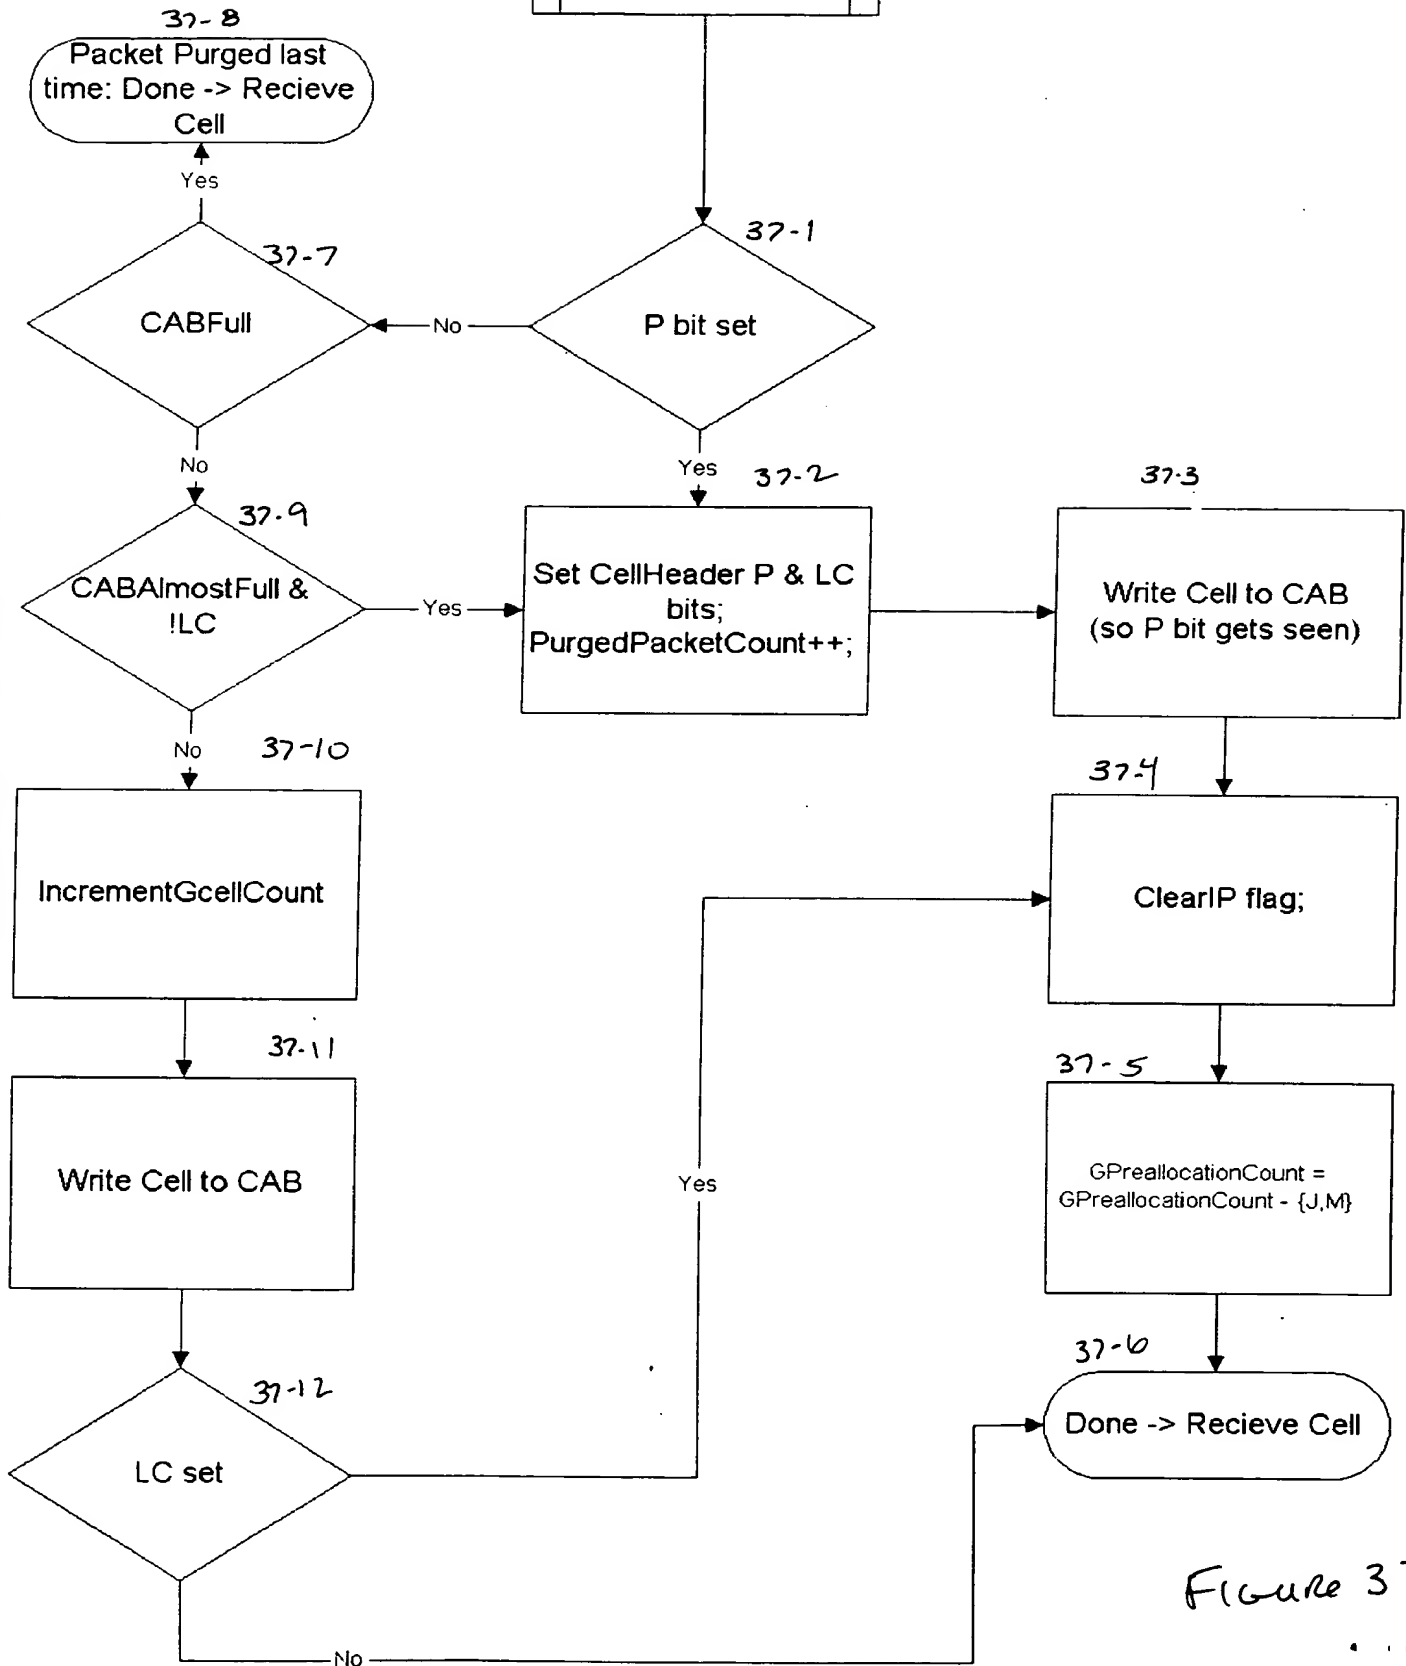 37-8
Packet Purged last
time: Done -> Recieve
Cell
Yes
37-7
CABFull
No
37-1
P bit set
No
Yes
37-2
37-3
37-9
CABAlmostFull &
!LC
Yes
Set CellHeader P & LC
bits;
PurgedPacketCount++;
Write Cell to CAB
(so P bit gets seen)
No
37-10
37-4
IncrementGcellCount
ClearIP flag;
37-11
37-5
Write Cell to CAB
Yes
GPreallocationCount =
GPreallocationCount - {J,M}
37-6
37-12
LC set
Done -> Recieve Cell
No
Figure 3